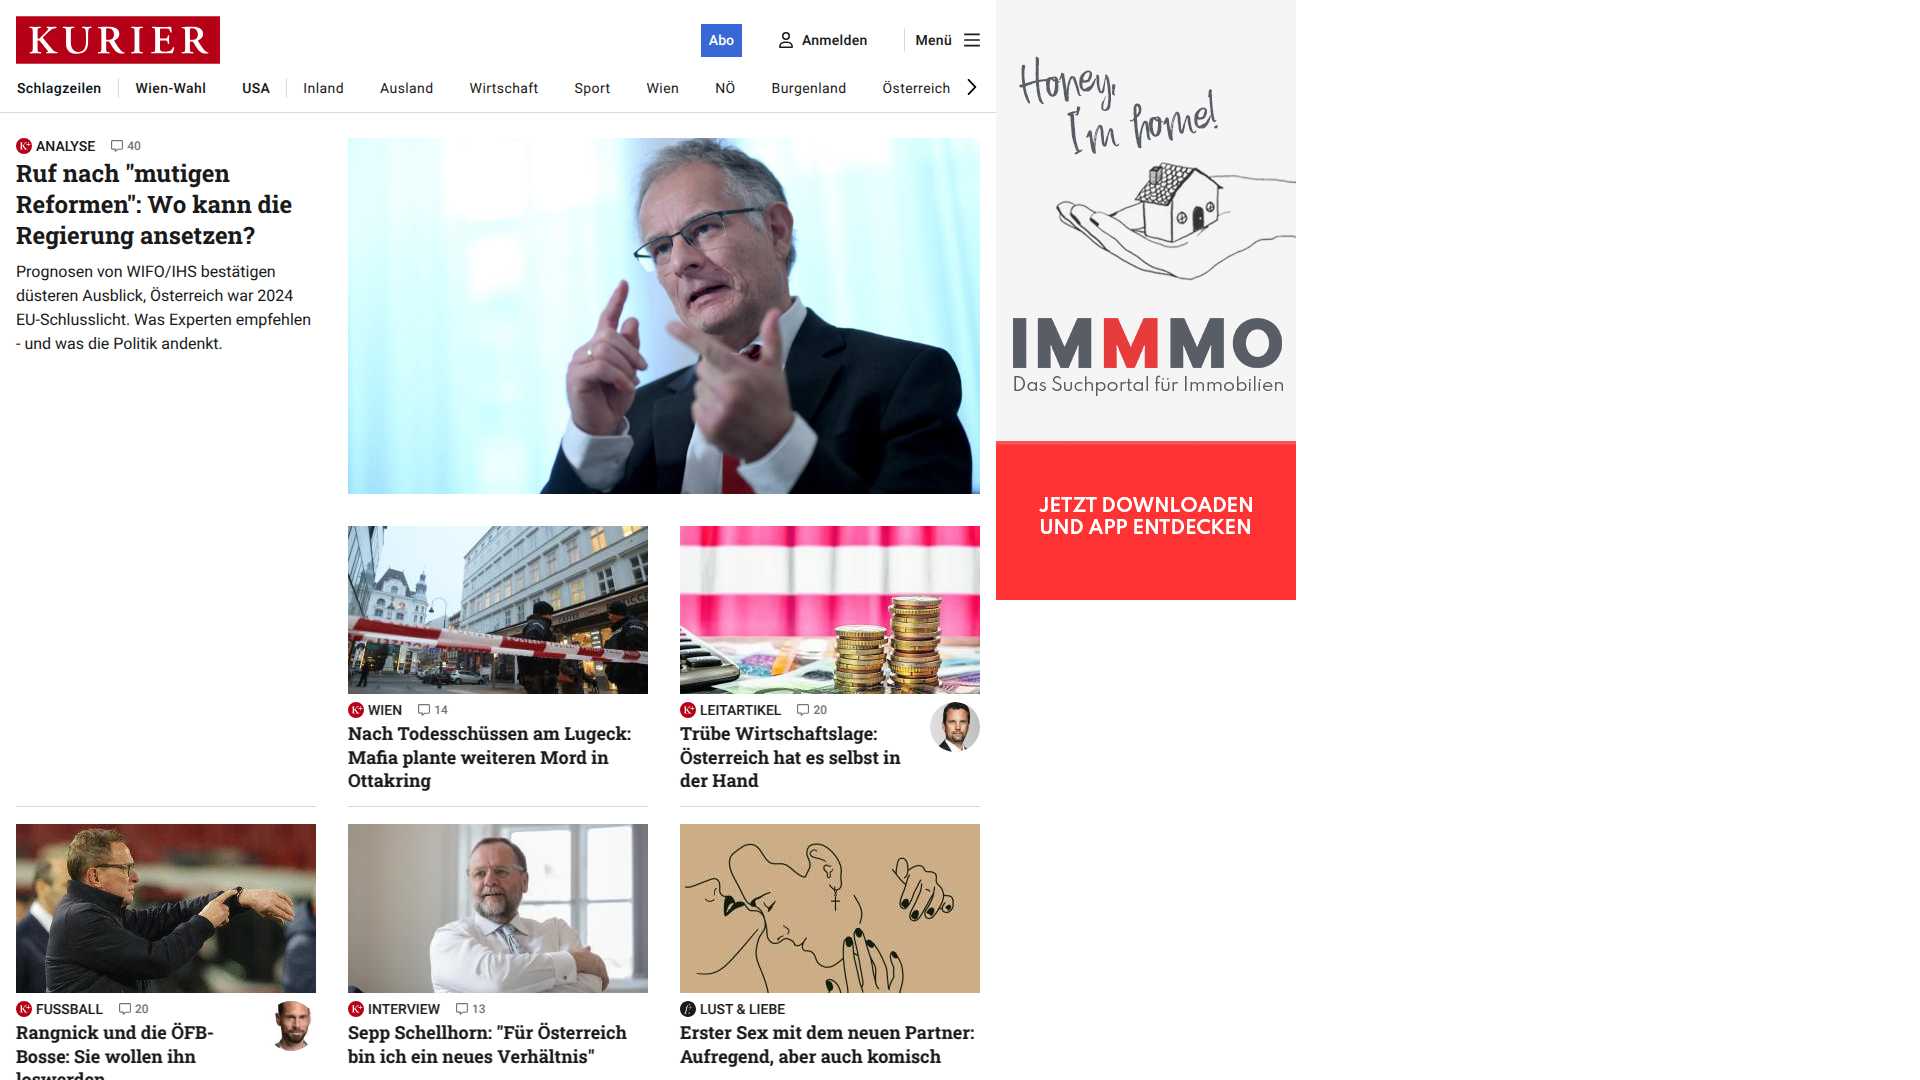 KURIER
Abo
Anmelden
Menü
Schlagzeilen
Wien-Wahl
USA
Inland
Ausland
Wirtschaft
Sport
Wien
NÖ
Burgenland
Österreich
K+ ANALYSE 40
Ruf nach "mutigen
Reformen": Wo kann die
Regierung ansetzen?
Prognosen von WIFO/IHS bestätigen
düsteren Ausblick, Österreich war 2024
EU-Schlusslicht. Was Experten empfehlen
- und was die Politik andenkt.
K+ WIEN 14
Nach Todesschüssen am Lugeck:
Mafia plante weiteren Mord in
Ottakring
K+ LEITARTIKEL 20
Trübe Wirtschaftslage:
Österreich hat es selbst in
der Hand
K+ FUSSBALL 20
Rangnick und die ÖFB-
Bosse: Sie wollen ihn
loswerden
K+ INTERVIEW 13
Sepp Schellhorn: "Für Österreich
bin ich ein neues Verhältnis"
LUST & LIEBE
Erster Sex mit dem neuen Partner:
Aufregend, aber auch komisch
Honey,
I'm home!
IMMMO
Das Suchportal für Immobilien
JETZT DOWNLOADEN
UND APP ENTDECKEN